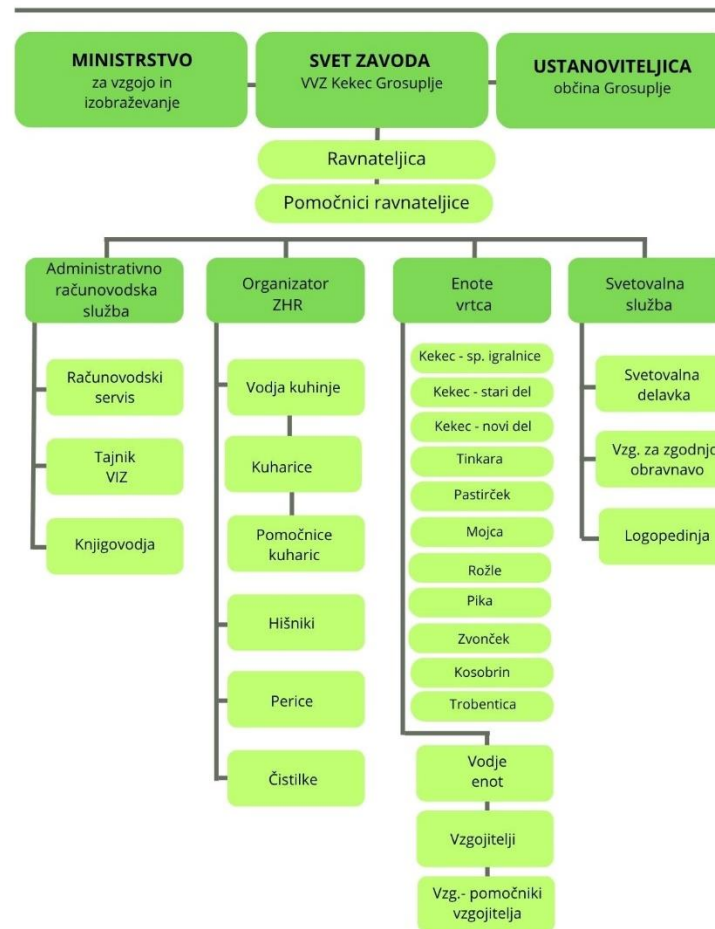 MINISTRSTVO
za vzgojo in
izobraževanje
SVET ZAVODA
VVZ Kekec Grosuplje
USTANOVITELJICA
občina Grosuplje
Ravnateljica
Pomočnici ravnateljice
Administrativno
računovodska
služba
Računovodski
servis
Tajnik
VIZ
Knjigovodja
Organizator
ZHR
Vodja kuhinje
Kuharice
Pomočnice
kuharic
Hišniki
Perice
Čistilke
Enote
vrtca
Kekec - sp. igralnice
Kekec - stari del
Kekec - novi del
Tinkara
Pastirček
Mojca
Rožle
Pika
Zvonček
Kosobrin
Trobentica
Vodje
enot
Vzgojitelji
Vzg.- pomočniki
vzgojitelja
Svetovalna
služba
Svetovalna
delavka
Vzg. za zgodnjo
obravnavo
Logopedinja